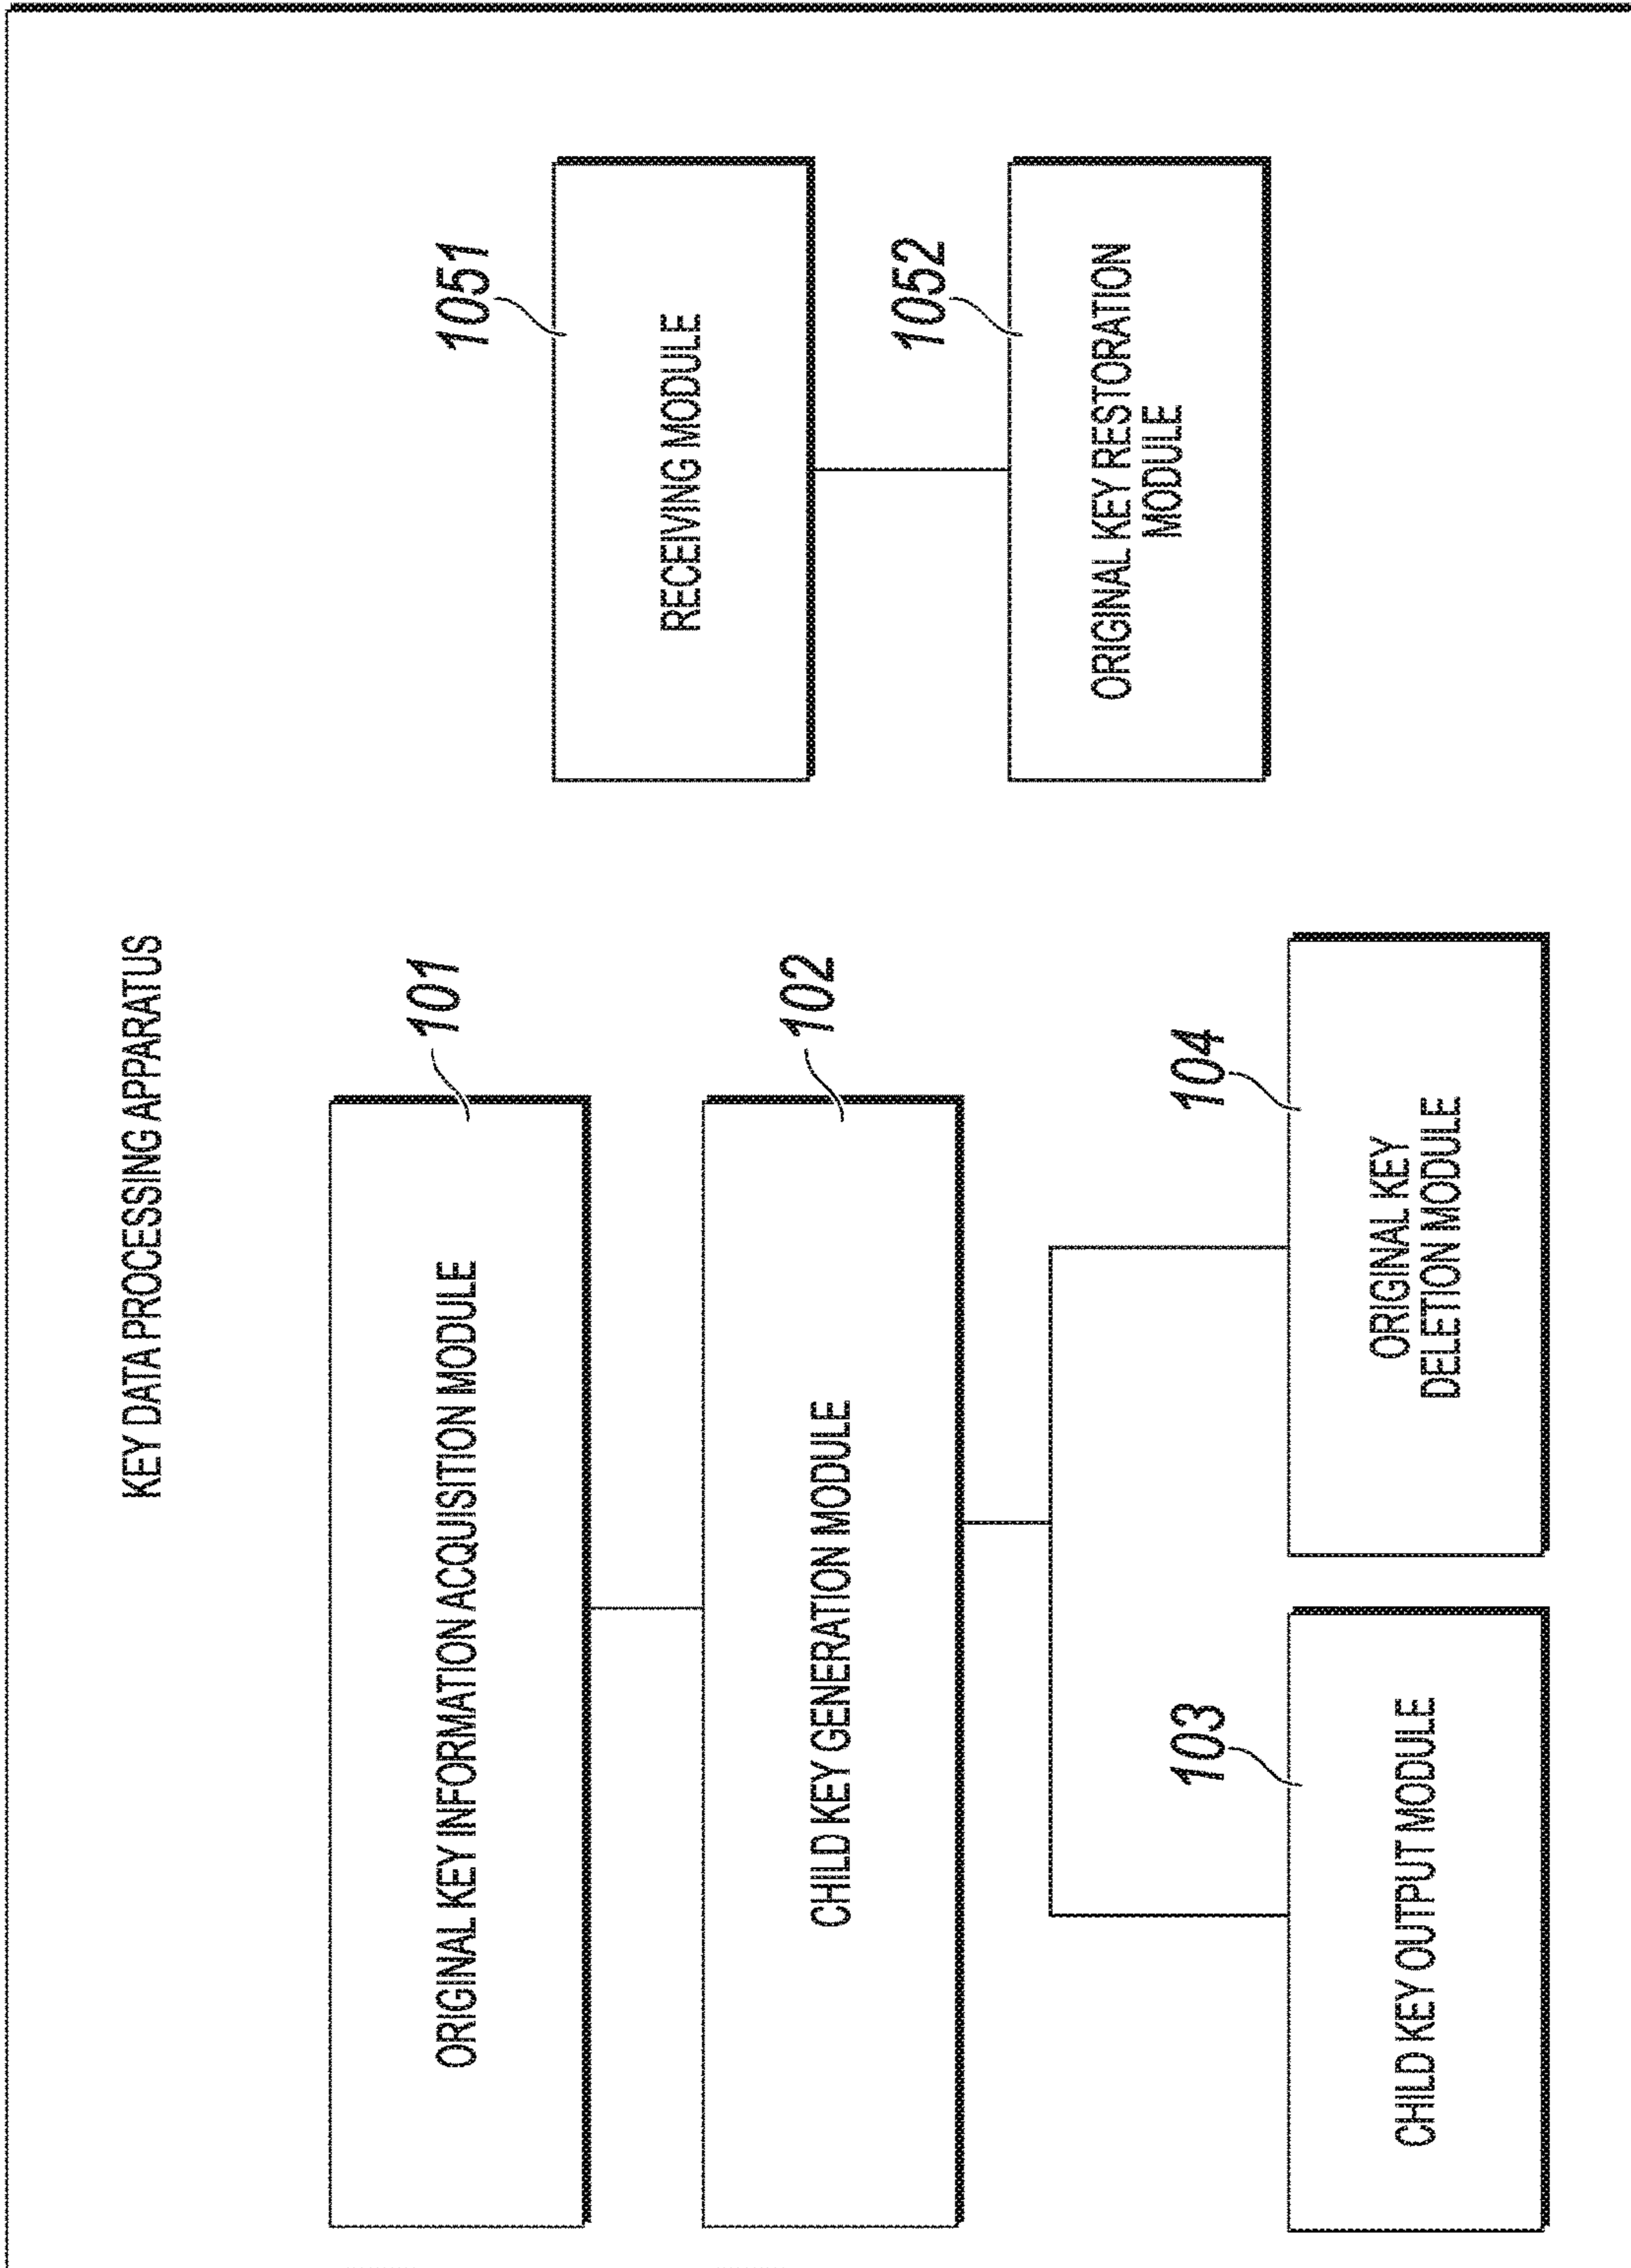 KEY DATA PROCESSING APPARATUS
101
ORIGINAL KEY INFORMATION ACQUISITION MODULE
102
CHILD KEY GENERATION MODULE
103
CHILD KEY OUTPUT MODULE
104
ORIGINAL KEY
DELETION MODULE
1051
RECEIVING MODULE
1052
ORIGINAL KEY RESTORATION
MODULE